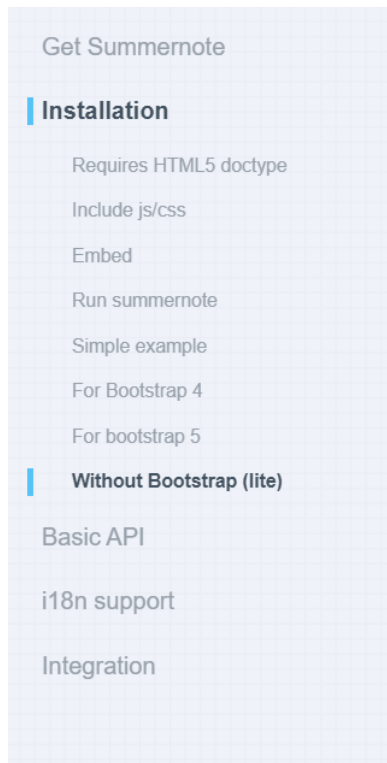 Get Summernote
Installation
Requires HTML5 doctype
Include js/css
Embed
Run summernote
Simple example
For Bootstrap 4
For bootstrap 5
Without Bootstrap (lite)
Basic API
i18n support
Integration